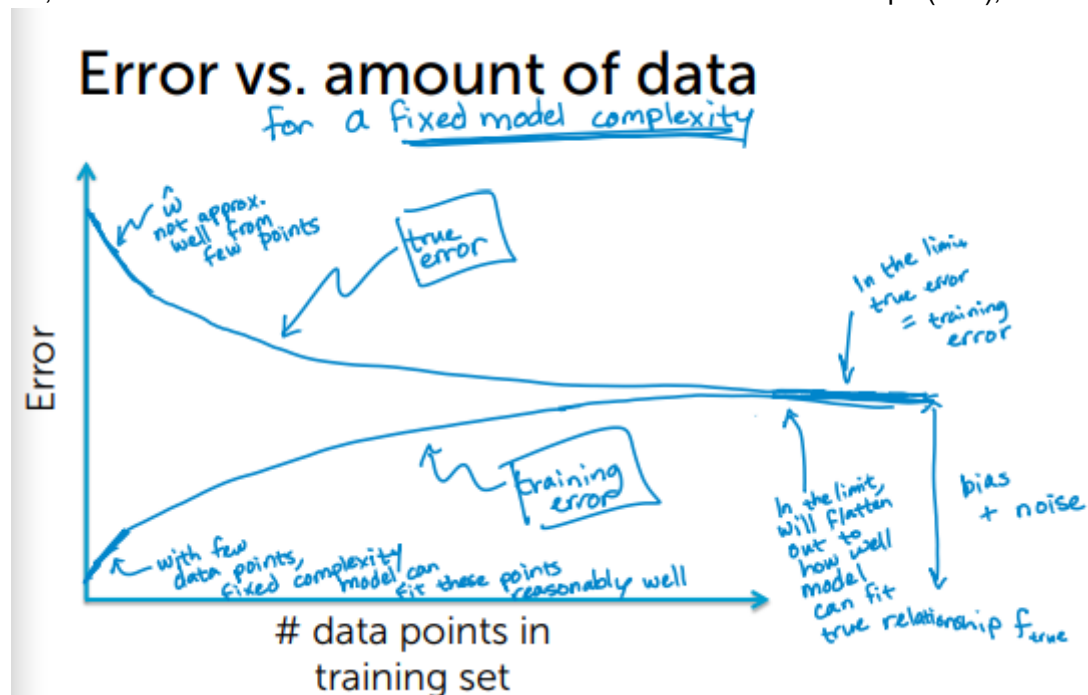 Error vs. amount of data
for a fixed model complexity
ŵ
not approx.
well from
few points
true
error
In the limit
true error
= training
error
Error
training
error
In the limit,
will flatten
out to
how well
model
can fit
true relationship f_true
bias
+ noise
with few
data points,
fixed complexity
model can
fit these points
reasonably well
# data points in
training set